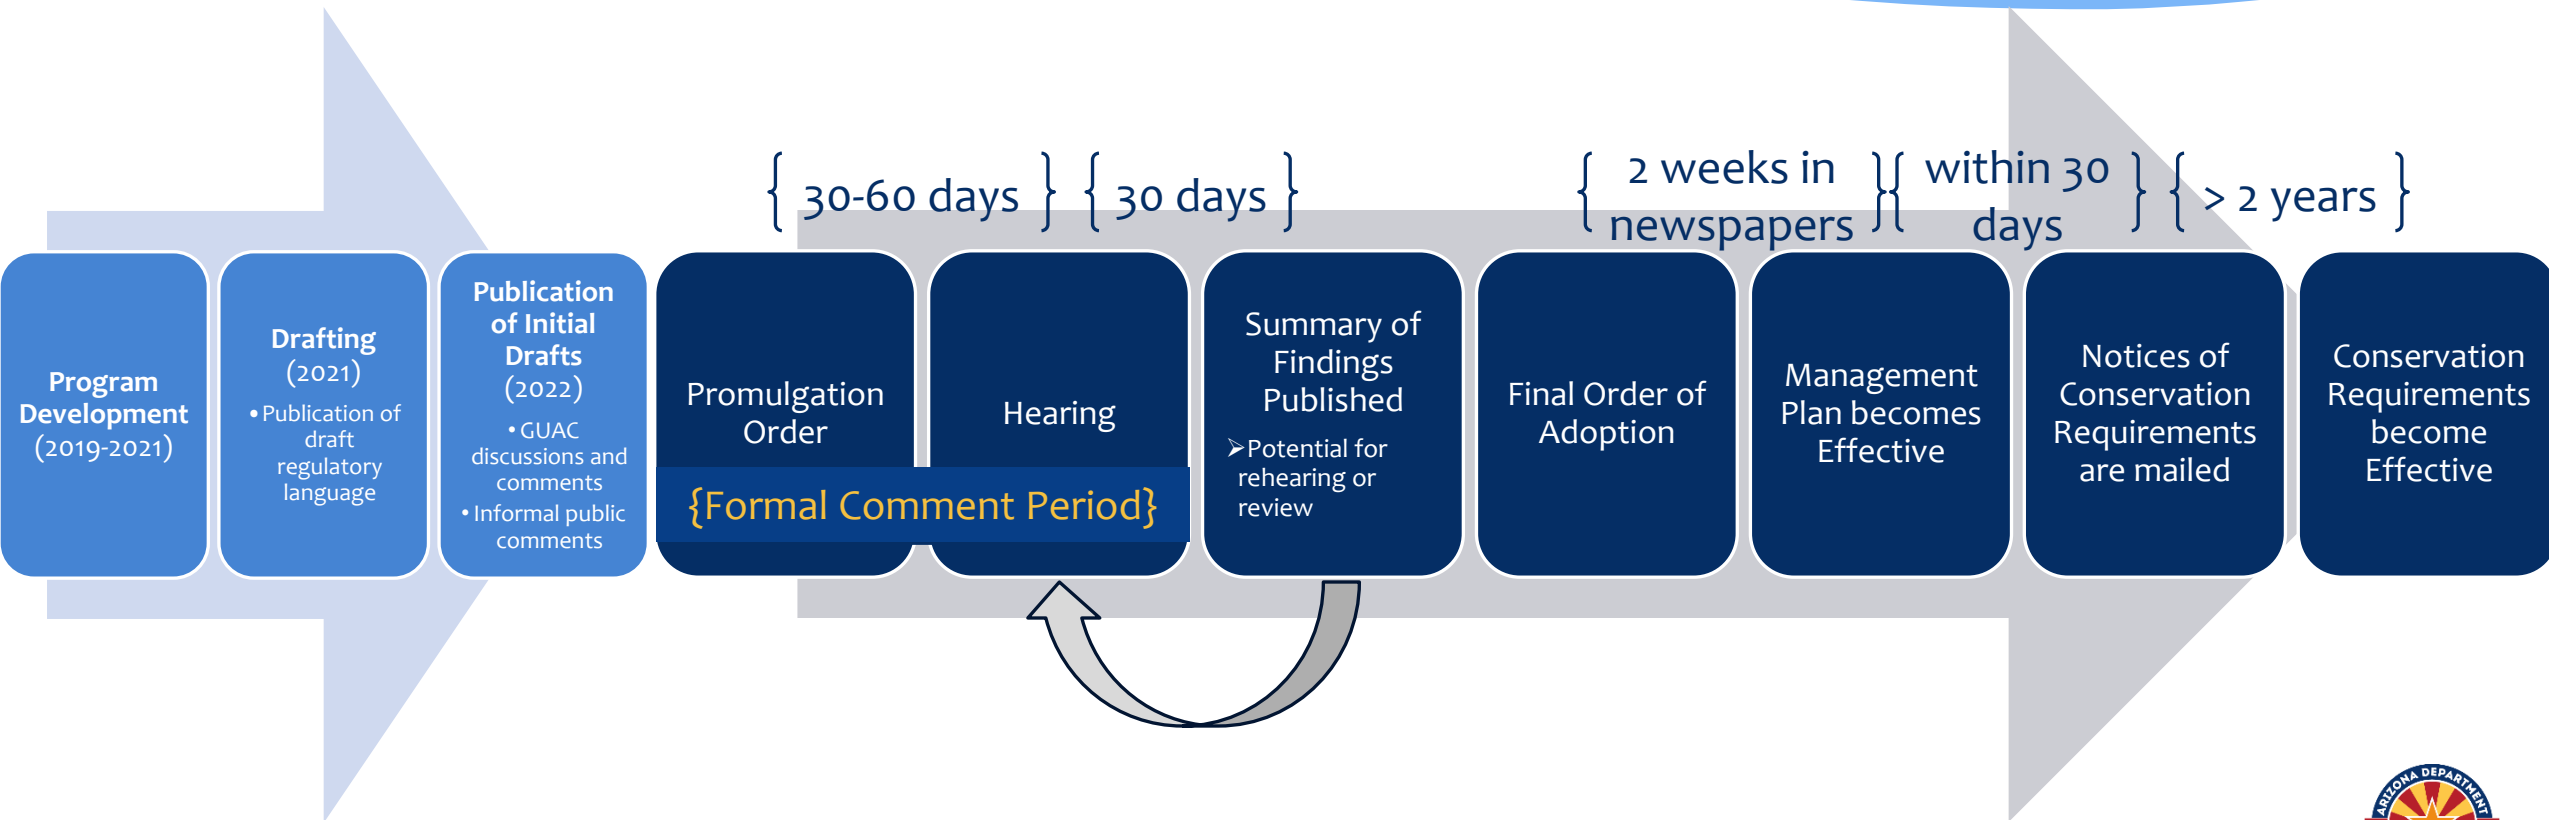 { 30-60 days }
{ 30 days }
{ 2 weeks in
newspapers }
{ within 30
days }
{ > 2 years }
Program
Development
(2019-2021)
Drafting
(2021)
• Publication of
draft
regulatory
language
Publication
of Initial
Drafts
(2022)
• GUAC
discussions and
comments
• Informal public
comments
Promulgation
Order
Hearing
{Formal Comment Period}
Summary of
Findings
Published
➢Potential for
rehearing or
review
Final Order of
Adoption
Management
Plan becomes
Effective
Notices of
Conservation
Requirements
are mailed
Conservation
Requirements
become
Effective
ARIZONA DEPARTMENT